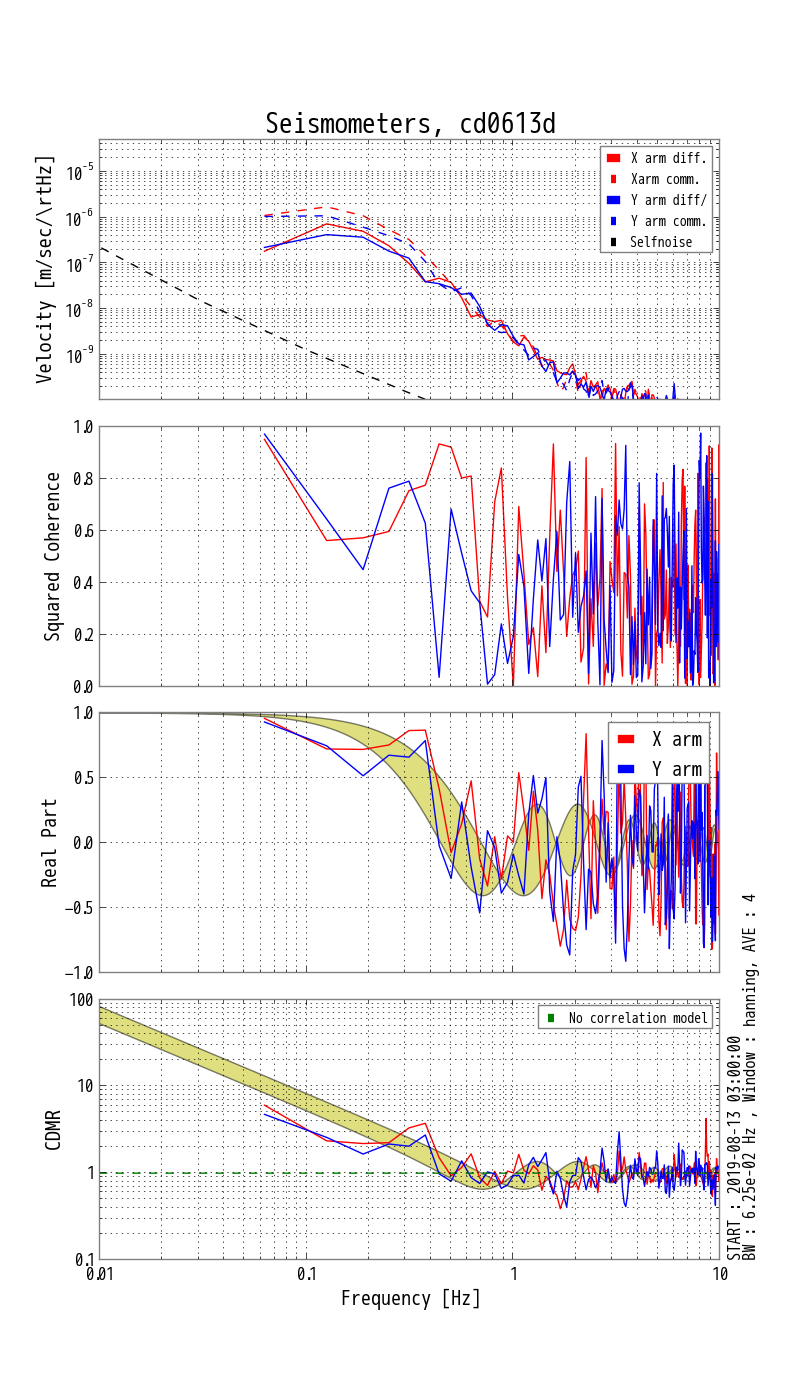 Seismometers, cd0613d
Velocity [m/sec/\rtHz]
10^-5
10^-6
10^-7
10^-8
10^-9
X arm diff.
Xarm comm.
Y arm diff/
Y arm comm.
Selfnoise
Squared Coherence
1.0
0.8
0.6
0.4
0.2
0.0
Real Part
1.0
0.5
0.0
−0.5
−1.0
X arm
Y arm
CDMR
100
10
1
0.1
No correlation model
0.01
0.1
1
10
Frequency [Hz]
START : 2019-08-13 03:00:00
BW : 6.25e-02 Hz , Window : hanning, AVE : 4